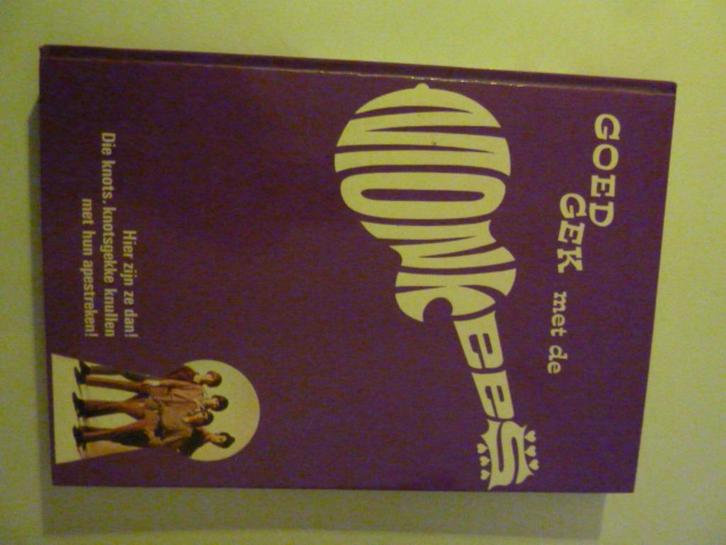 GOED
GEK met de
MONKEES
Hier zijn ze dan!
Die knots, knotsgekke knullen
met hun apestreken!